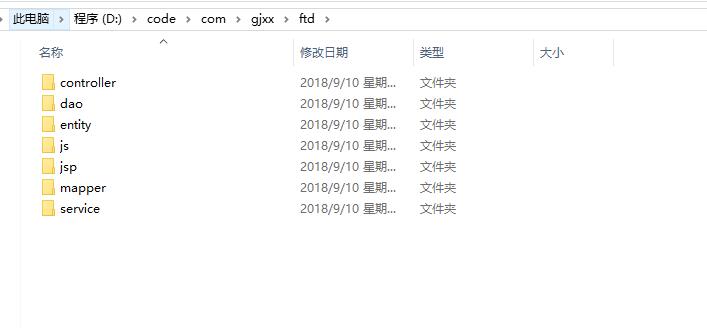 此电脑 > 程序 (D:) > code > com > gjxx > ftd >
名称 修改日期 类型 大小
controller 2018/9/10 星期... 文件夹
dao 2018/9/10 星期... 文件夹
entity 2018/9/10 星期... 文件夹
js 2018/9/10 星期... 文件夹
jsp 2018/9/10 星期... 文件夹
mapper 2018/9/10 星期... 文件夹
service 2018/9/10 星期... 文件夹